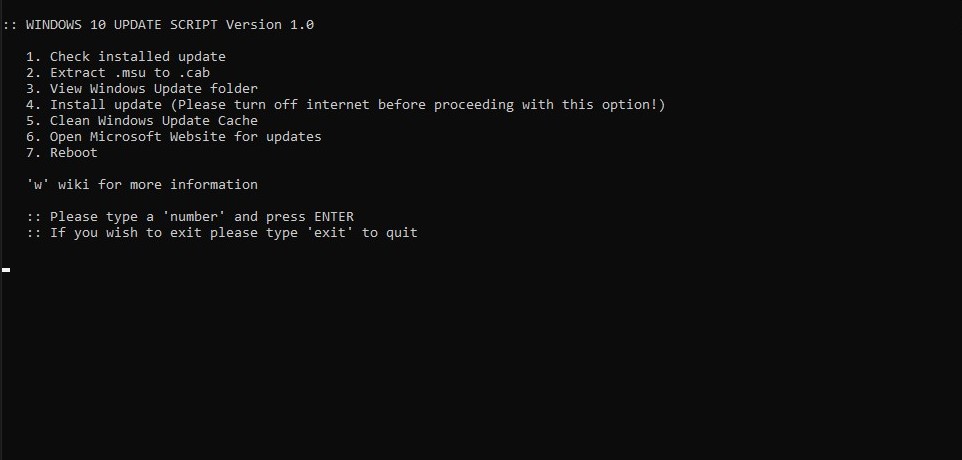 :: WINDOWS 10 UPDATE SCRIPT Version 1.0
1. Check installed update
2. Extract .msu to .cab
3. View Windows Update folder
4. Install update (Please turn off internet before proceeding with this option!)
5. Clean Windows Update Cache
6. Open Microsoft Website for updates
7. Reboot
'w' wiki for more information
:: Please type a 'number' and press ENTER
:: If you wish to exit please type 'exit' to quit